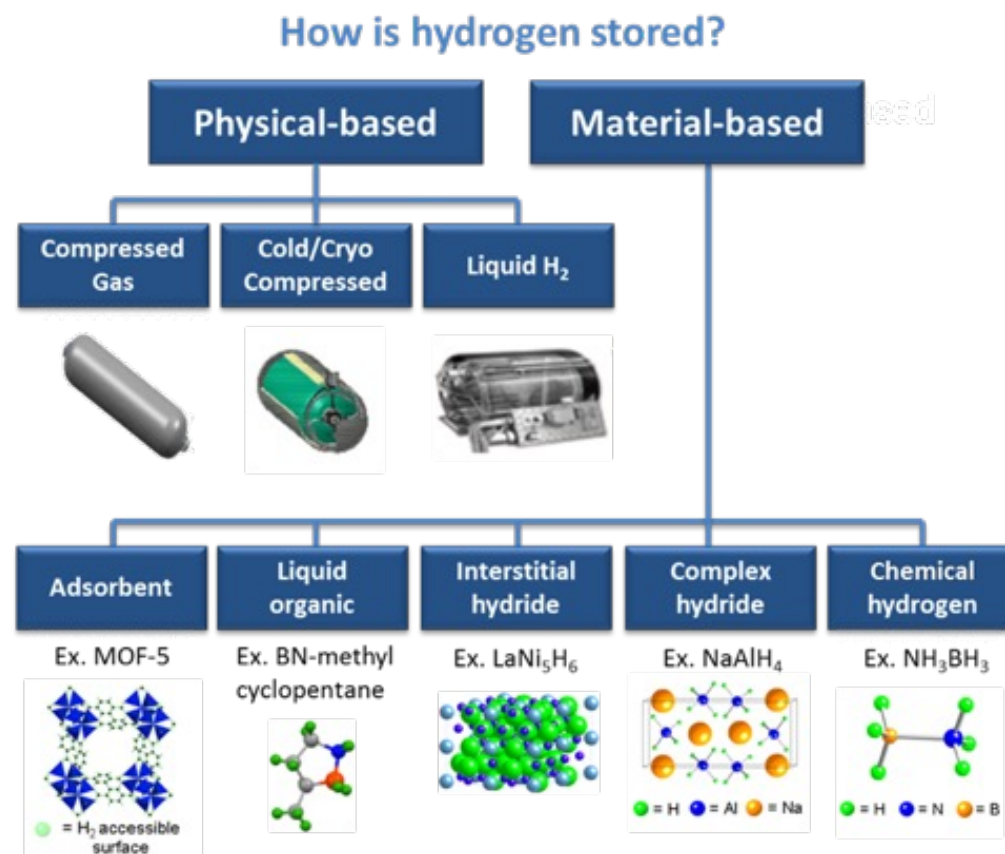 How is hydrogen stored?
Physical-based
Material-based
Compressed
Gas
Cold/Cryo
Compressed
Liquid H₂
Adsorbent
Liquid
organic
Interstitial
hydride
Complex
hydride
Chemical
hydrogen
Ex. MOF-5
Ex. BN-methyl
cyclopentane
Ex. LaNi₅H₆
Ex. NaAlH₄
Ex. NH₃BH₃
= H₂ accessible
surface
= H = Al = Na
= H = N = B